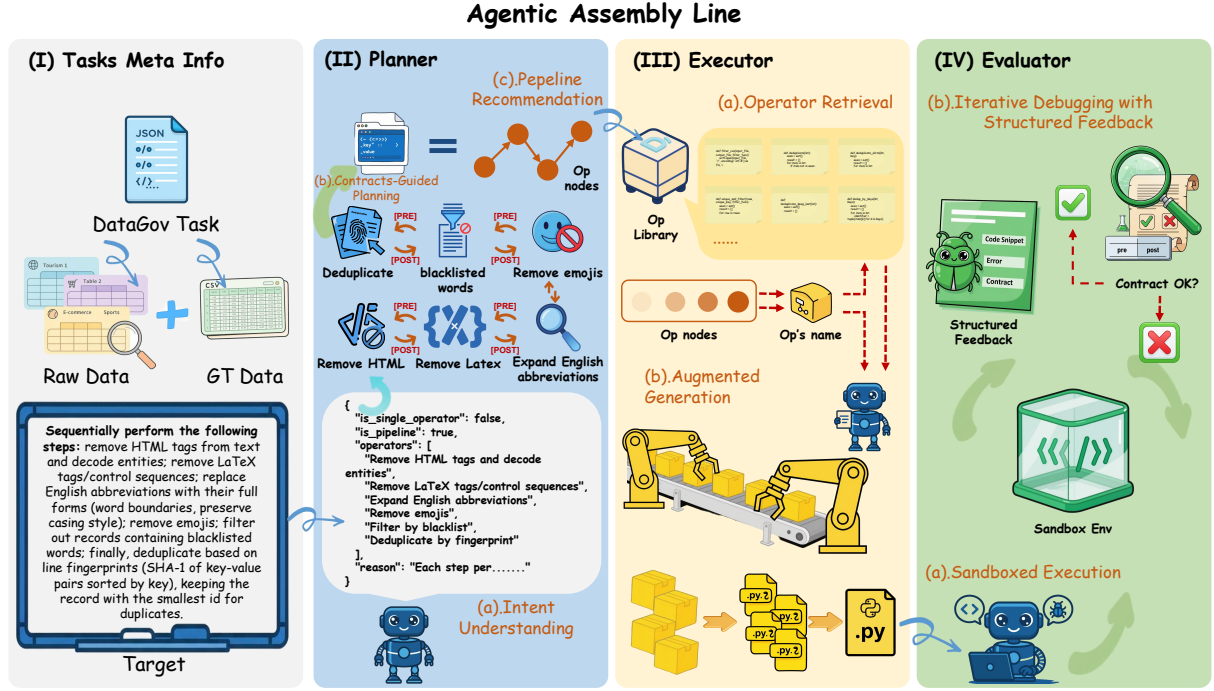 Agentic Assembly Line
(I) Tasks Meta Info
JSON
DataGov Task
Tourism 1
Table 2
E-commerce Sports
CSV
Raw Data
GT Data
Sequentially perform the following
steps: remove HTML tags from text
and decode entities; remove LaTeX
tags/control sequences; replace
English abbreviations with their full
forms (word boundaries, preserve
casing style); remove emojis; filter
out records containing blacklisted
words; finally, deduplicate based on
line fingerprints (SHA-1 of key-value
pairs sorted by key), keeping the
record with the smallest id for
duplicates.
Target
(II) Planner
(c).Pepeline
Recommendation
=
Op
nodes
(b).Contracts-Guided
Planning
[PRE]
[POST]
[PRE]
[POST]
Deduplicate
blacklisted
words
Remove emojis
[PRE]
[POST]
[PRE]
[POST]
Remove HTML
Remove Latex
Expand English
abbreviations
{
"is_single_operator": false,
"is_pipeline": true,
"operators": [
"Remove HTML tags and decode
entities",
"Remove LaTeX tags/control sequences",
"Expand English abbreviations",
"Remove emojis",
"Filter by blacklist",
"Deduplicate by fingerprint"
],
"reason": "Each step per......."
}
(a).Intent
Understanding
(III) Executor
(a).Operator Retrieval
Op
Library
......
Op nodes
Op's name
(b).Augmented
Generation
.py
.py
.py
.py
.py
(IV) Evaluator
(b).Iterative Debugging with
Structured Feedback
Code Snippet
Error
Contract
pre
post
Contract OK?
Structured
Feedback
Sandbox Env
(a).Sandboxed Execution